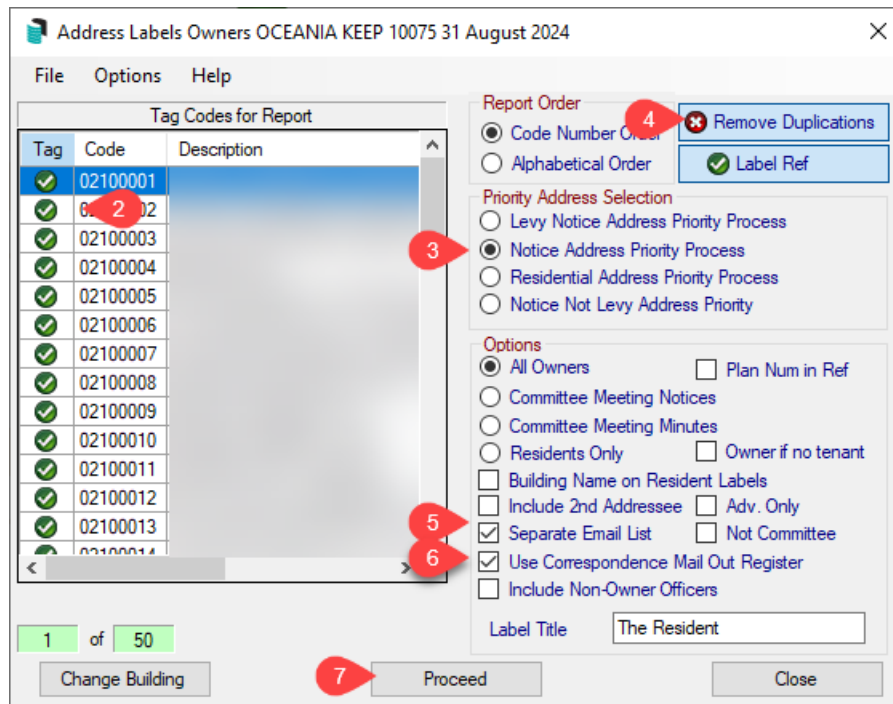 Address Labels Owners OCEANIA KEEP 10075 31 August 2024
File Options Help
Tag Codes for Report
Tag Code Description
02100001
2
02100003
02100004
02100005
02100006
02100007
02100008
02100009
02100010
02100011
02100012
02100013
02100014
1 of 50
Report Order
Code Number Order
Alphabetical Order
4 Remove Duplications
Label Ref
Priority Address Selection
Levy Notice Address Priority Process
3 Notice Address Priority Process
Residential Address Priority Process
Notice Not Levy Address Priority
Options
All Owners Plan Num in Ref
Committee Meeting Notices
Committee Meeting Minutes
Residents Only Owner if no tenant
Building Name on Resident Labels
Include 2nd Addressee Adv. Only
5 Separate Email List Not Committee
6 Use Correspondence Mail Out Register
Include Non-Owner Officers
Label Title The Resident
Change Building 7 Proceed Close